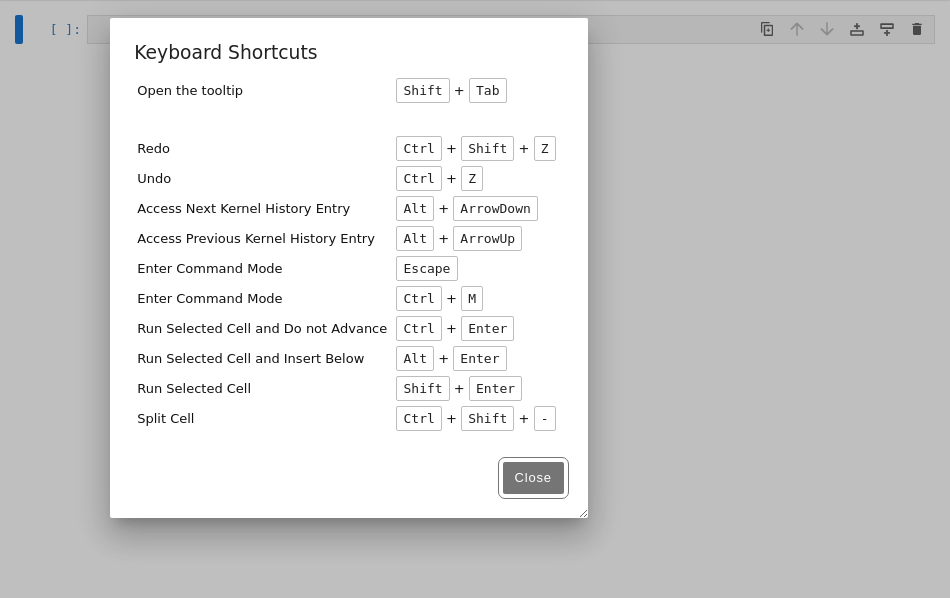 [ ]:
Keyboard Shortcuts
Open the tooltip Shift + Tab
Redo Ctrl + Shift + Z
Undo Ctrl + Z
Access Next Kernel History Entry Alt + ArrowDown
Access Previous Kernel History Entry Alt + ArrowUp
Enter Command Mode Escape
Enter Command Mode Ctrl + M
Run Selected Cell and Do not Advance Ctrl + Enter
Run Selected Cell and Insert Below Alt + Enter
Run Selected Cell Shift + Enter
Split Cell Ctrl + Shift + -
Close